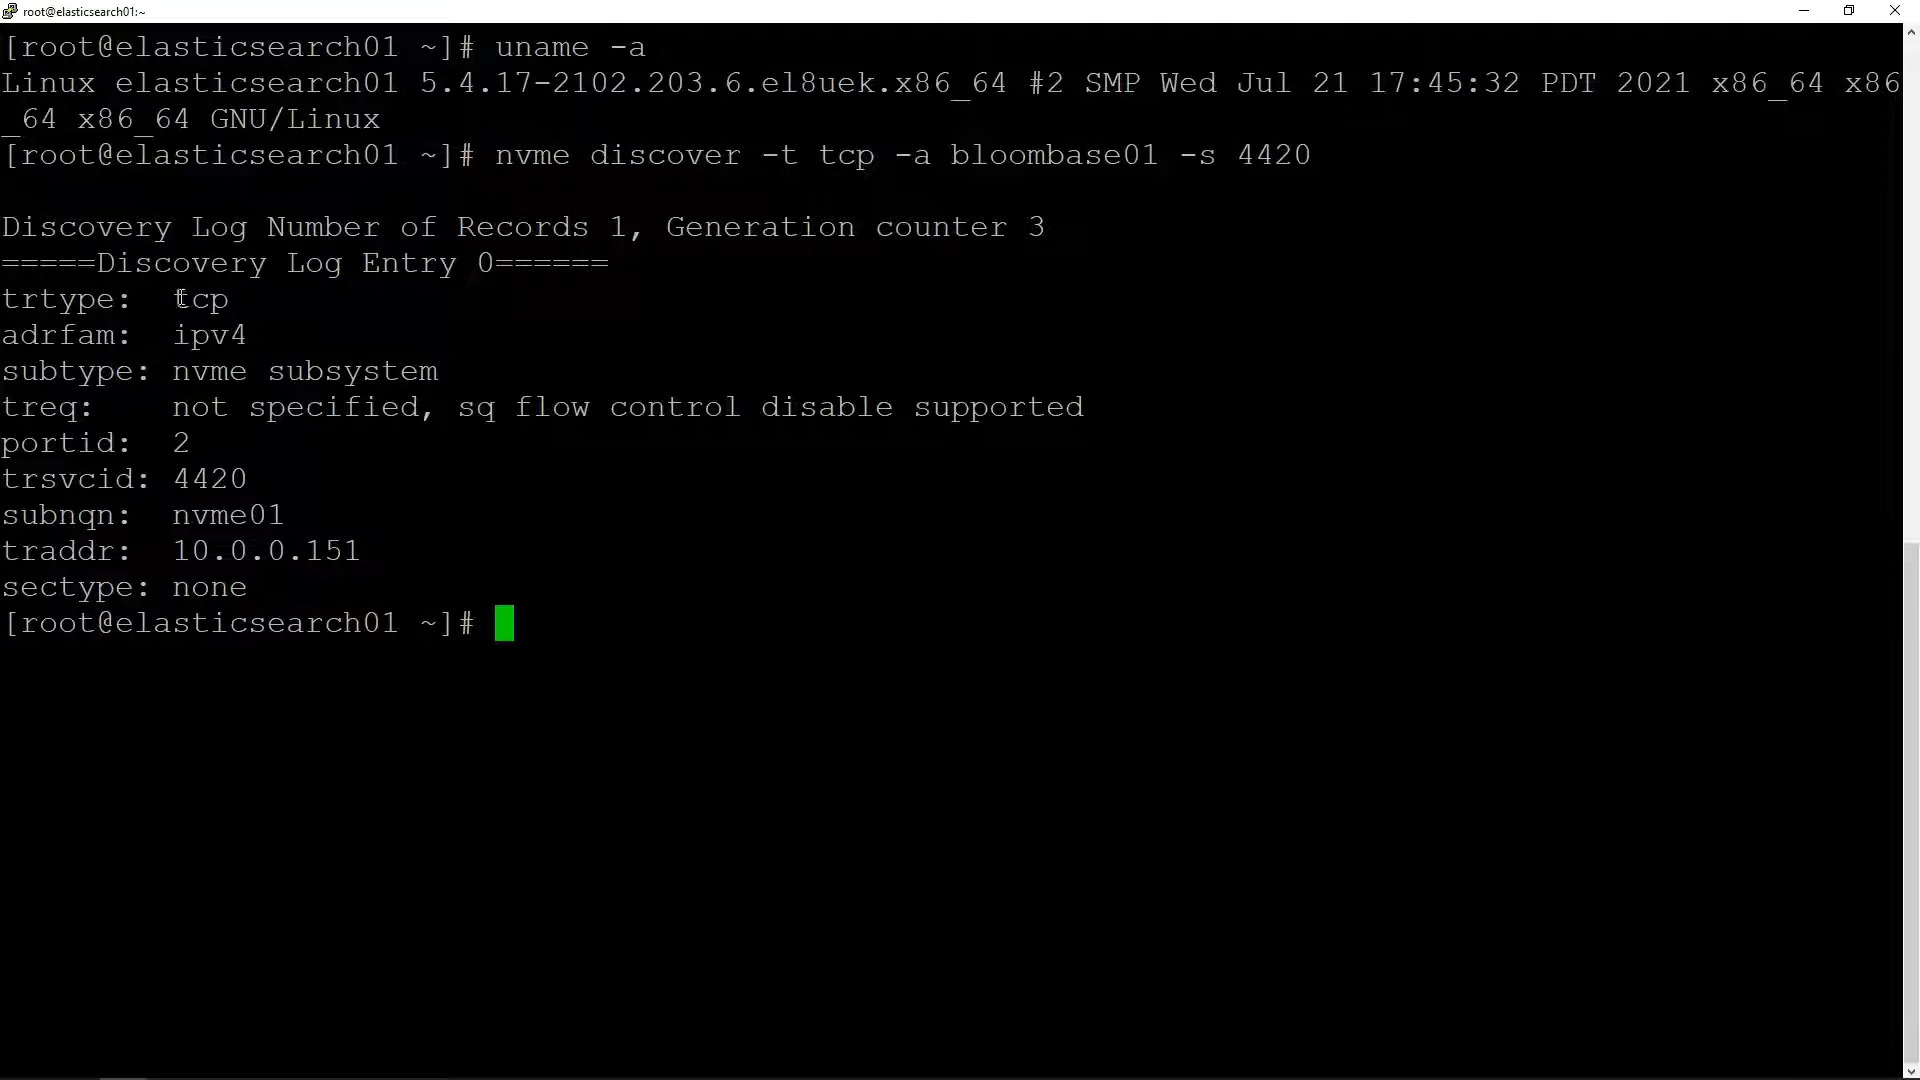 root@elasticsearch01:~
[root@elasticsearch01 ~]# uname -a
Linux elasticsearch01 5.4.17-2102.203.6.el8uek.x86_64 #2 SMP Wed Jul 21 17:45:32 PDT 2021 x86_64 x86
_64 x86_64 GNU/Linux
[root@elasticsearch01 ~]# nvme discover -t tcp -a bloombase01 -s 4420
Discovery Log Number of Records 1, Generation counter 3
=====Discovery Log Entry 0======
trtype:  tcp
adrfam:  ipv4
subtype: nvme subsystem
treq:    not specified, sq flow control disable supported
portid:  2
trsvcid: 4420
subnqn:  nvme01
traddr:  10.0.0.151
sectype: none
[root@elasticsearch01 ~]#